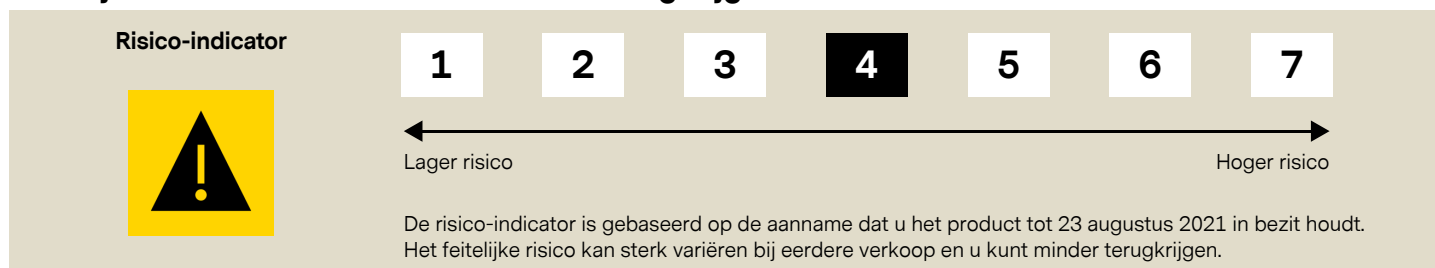 Risico-indicator
1 2 3 4 5 6 7
Lager risico Hoger risico
De risico-indicator is gebaseerd op de aanname dat u het product tot 23 augustus 2021 in bezit houdt.
Het feitelijke risico kan sterk variëren bij eerdere verkoop en u kunt minder terugkrijgen.